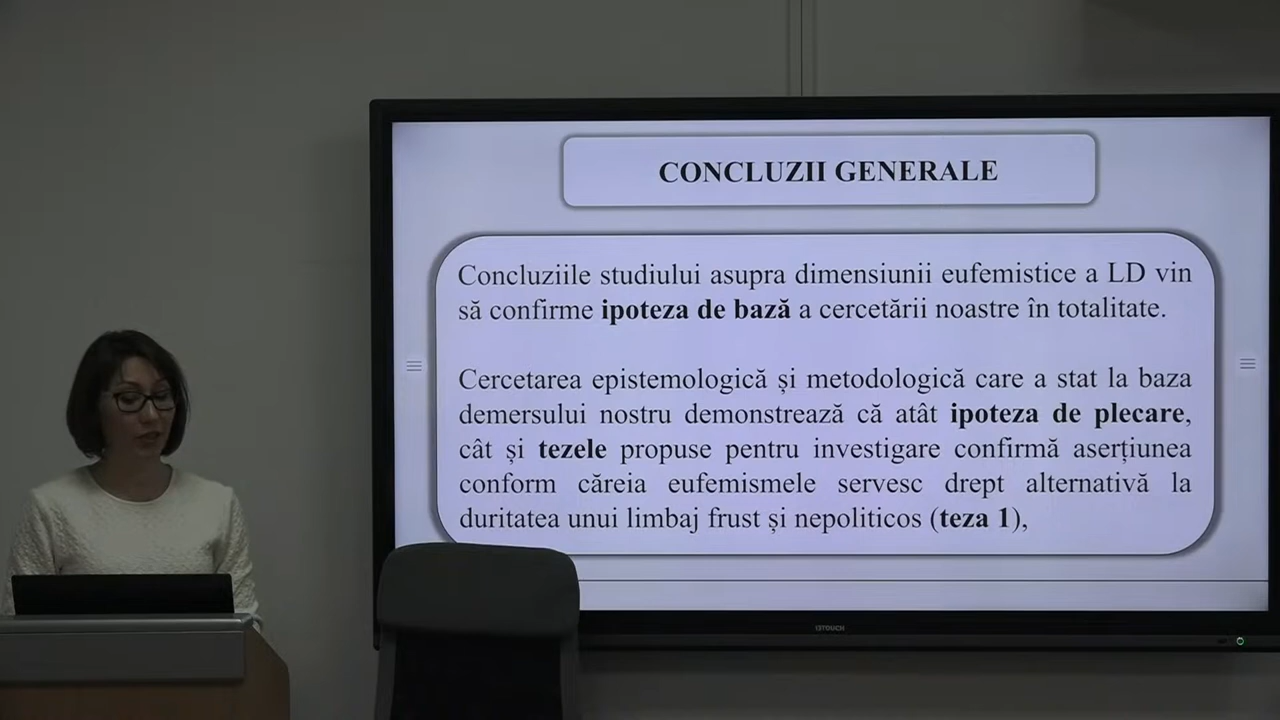 CONCLUZII GENERALE
Concluziile studiului asupra dimensiunii eufemistice a LD vin
să confirme ipoteza de bază a cercetării noastre în totalitate.
Cercetarea epistemologică și metodologică care a stat la baza
demersului nostru demonstrează că atât ipoteza de plecare,
cât și tezele propuse pentru investigare confirmă aserțiunea
conform căreia eufemismele servesc drept alternativă la
duritatea unui limbaj frust și nepoliticos (teza 1),